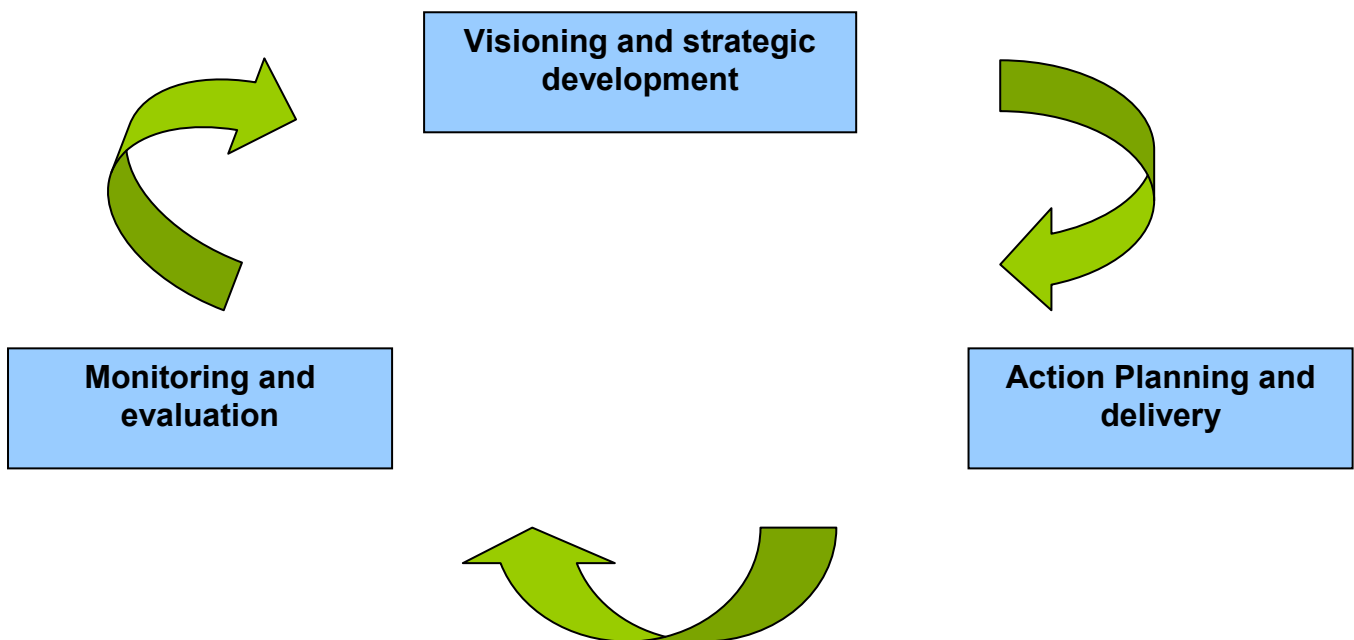 Visioning and strategic
development
Monitoring and
evaluation
Action Planning and
delivery